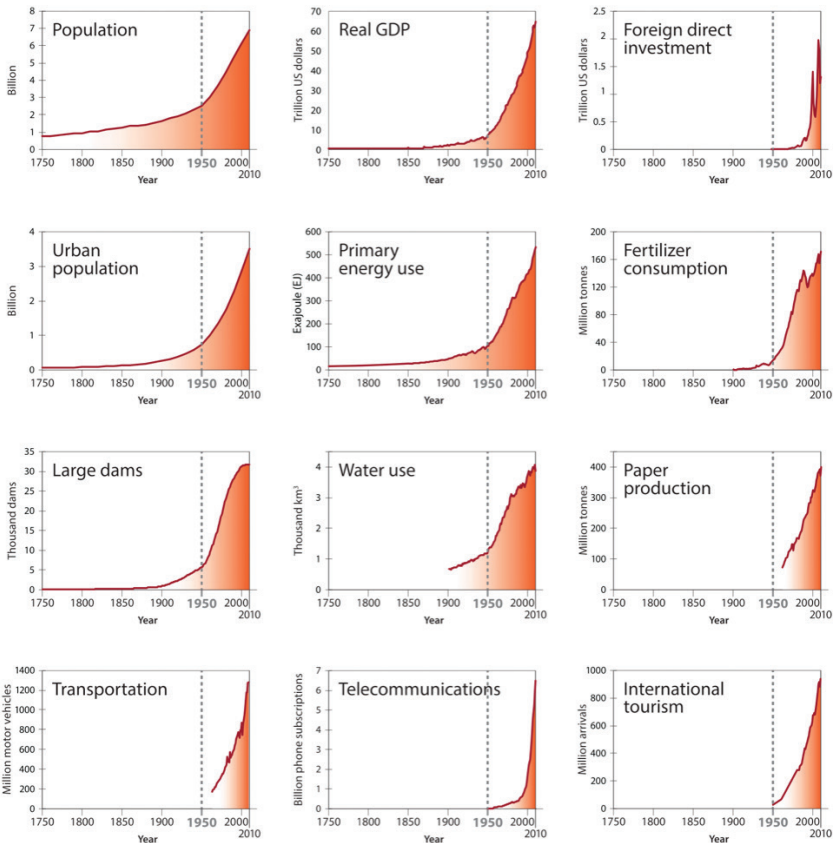 Population
Billion
8
7
6
5
4
3
2
1
0
1750 1800 1850 1900 1950 2000 2010
Year
Real GDP
Trillion US dollars
70
60
50
40
30
20
10
0
1750 1800 1850 1900 1950 2000 2010
Year
Foreign direct
investment
Trillion US dollars
2.5
2
1.5
1
0.5
0
1750 1800 1850 1900 1950 2000 2010
Year
Urban
population
Billion
4
3
2
1
0
1750 1800 1850 1900 1950 2000 2010
Year
Primary
energy use
Exajoule (EJ)
600
500
400
300
200
100
0
1750 1800 1850 1900 1950 2000 2010
Year
Fertilizer
consumption
Million tonnes
200
160
120
80
40
0
1750 1800 1850 1900 1950 2000 2010
Year
Large dams
Thousand dams
35
30
25
20
15
10
5
0
1750 1800 1850 1900 1950 2000 2010
Year
Water use
Thousand km³
4
3
2
1
0
1750 1800 1850 1900 1950 2000 2010
Year
Paper
production
Million tonnes
400
300
200
100
0
1750 1800 1850 1900 1950 2000 2010
Year
Transportation
Million motor vehicles
1400
1200
1000
800
600
400
200
0
1750 1800 1850 1900 1950 2000 2010
Year
Telecommunications
Billion phone subscriptions
7
6
5
4
3
2
1
0
1750 1800 1850 1900 1950 2000 2010
Year
International
tourism
Million arrivals
1000
800
600
400
200
0
1750 1800 1850 1900 1950 2000 2010
Year